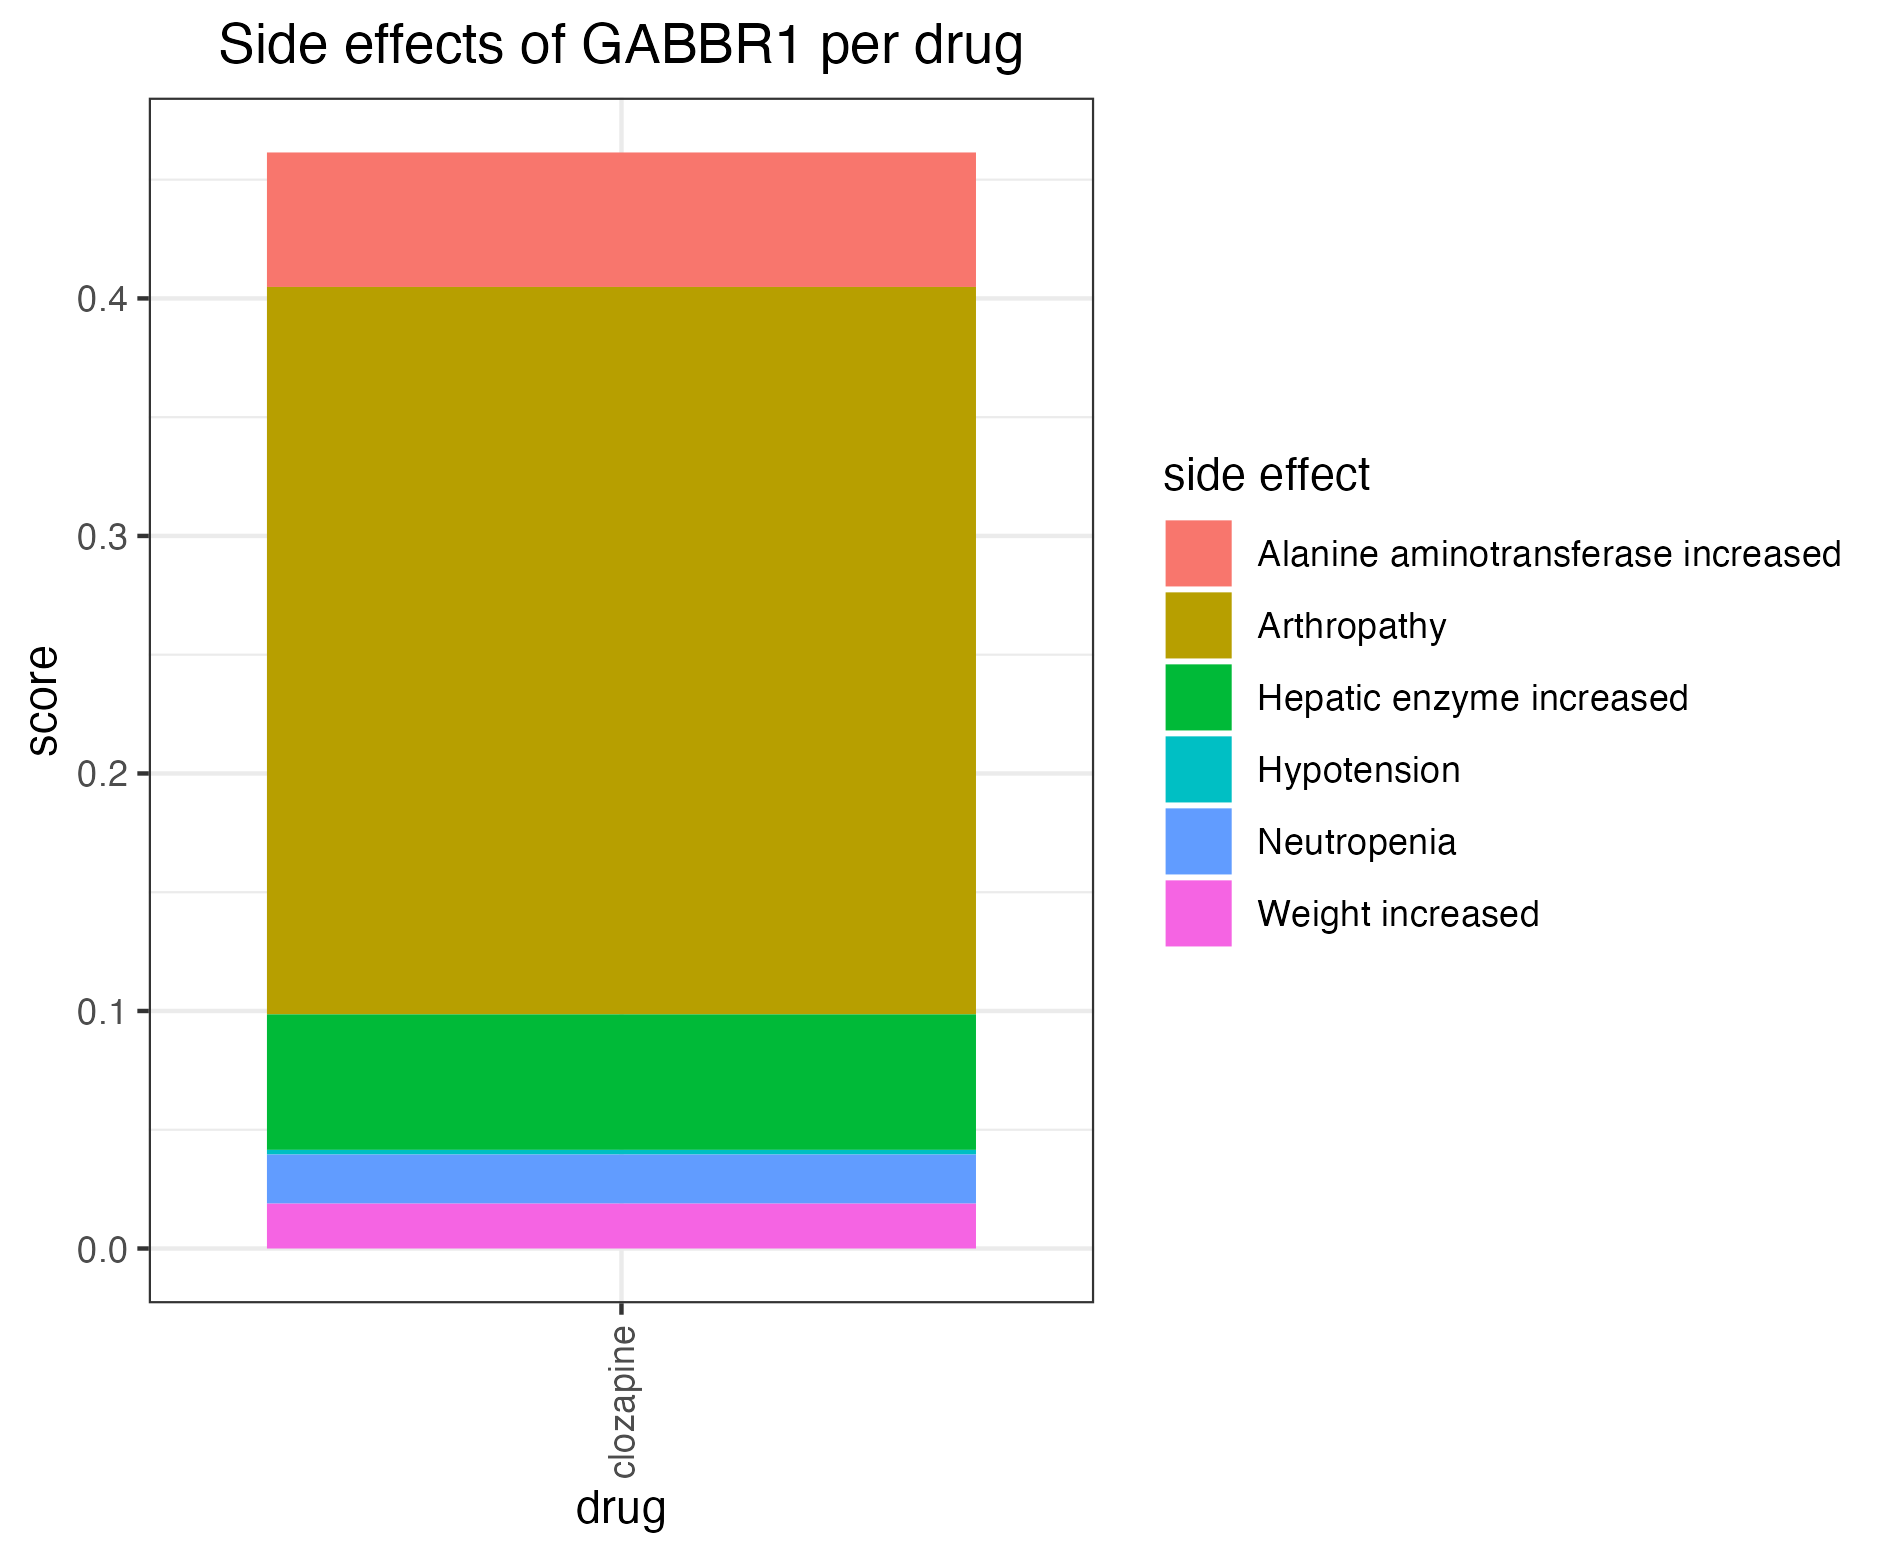 Side effects of GABBR1 per drug
score
0.4
0.3
0.2
0.1
0.0
clozapine
drug
side effect
Alanine aminotransferase increased
Arthropathy
Hepatic enzyme increased
Hypotension
Neutropenia
Weight increased